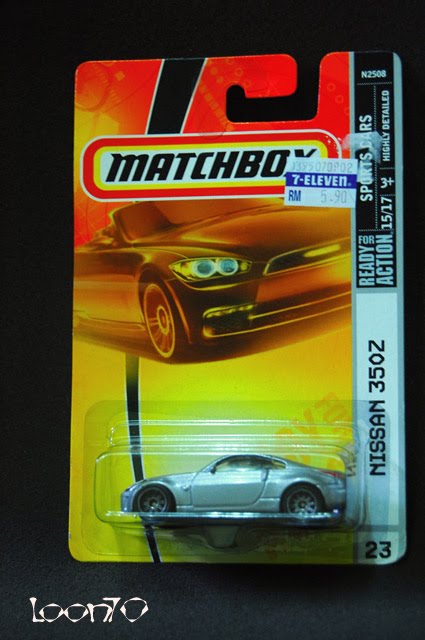 N2508
MATCHBOX
1395070902
7-ELEVEN
RM 5.90
SPORTS CARS
HIGHLY DETAILED
READY FOR ACTION
15/17
3+
NISSAN 350Z
23
Loon70